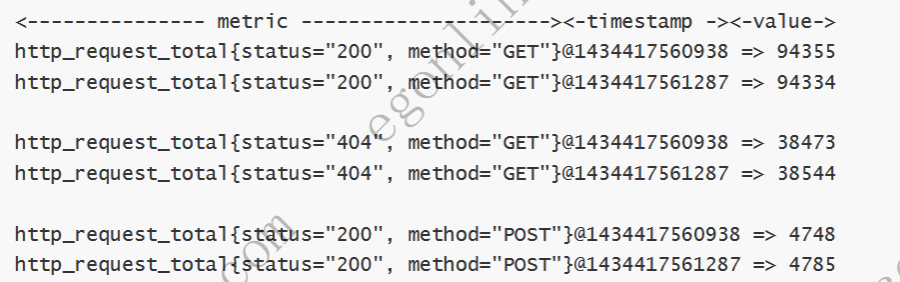 <--------------- metric ---------------------><-timestamp -><-value->
http_request_total{status="200", method="GET"}@1434417560938 => 94355
http_request_total{status="200", method="GET"}@1434417561287 => 94334
http_request_total{status="404", method="GET"}@1434417560938 => 38473
http_request_total{status="404", method="GET"}@1434417561287 => 38544
http_request_total{status="200", method="POST"}@1434417560938 => 4748
http_request_total{status="200", method="POST"}@1434417561287 => 4785